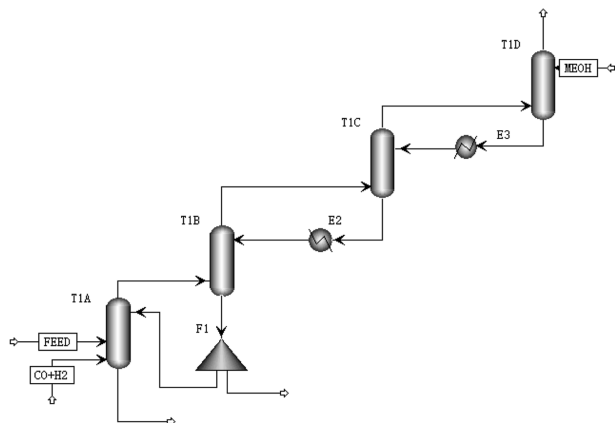 T1D
MEOH
T1C
E3
T1B
E2
T1A
F1
FEED
CO+H2